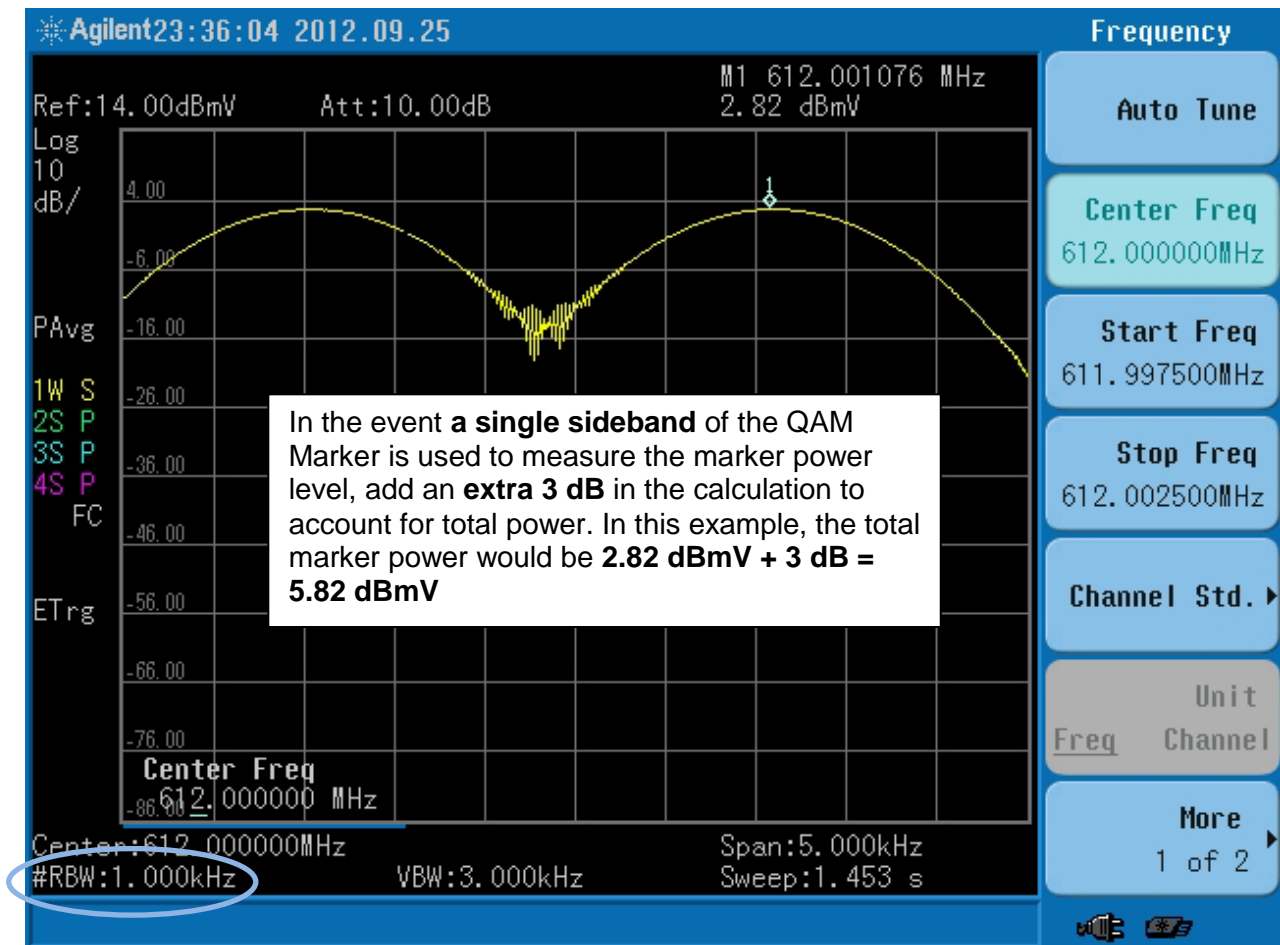 Agilent 23:36:04 2012.09.25
Frequency
M1 612.001076 MHz
Ref:14.00dBmV Att:10.00dB 2.82 dBmV
Log
10
dB/
1
4.00
-6.00
PAvg
-16.00
1W S
-26.00
2S P
3S P
-36.00
4S P
FC
-46.00
ETrg
-56.00
-66.00
-76.00
-86.00
In the event a single sideband of the QAM
Marker is used to measure the marker power
level, add an extra 3 dB in the calculation to
account for total power. In this example, the total
marker power would be 2.82 dBmV + 3 dB =
5.82 dBmV
Center Freq
612.000000 MHz
Center:612.000000MHz Span:5.000kHz
#RBW:1.000kHz VBW:3.000kHz Sweep:1.453 s
Auto Tune
Center Freq
612.000000MHz
Start Freq
611.997500MHz
Stop Freq
612.002500MHz
Channel Std.
Unit
Freq Channel
More
1 of 2